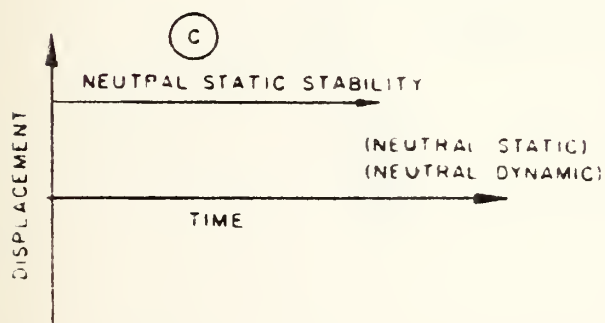 C
NEUTRAL STATIC STABILITY
(NEUTRAL STATIC)
(NEUTRAL DYNAMIC)
DISPLACEMENT
TIME